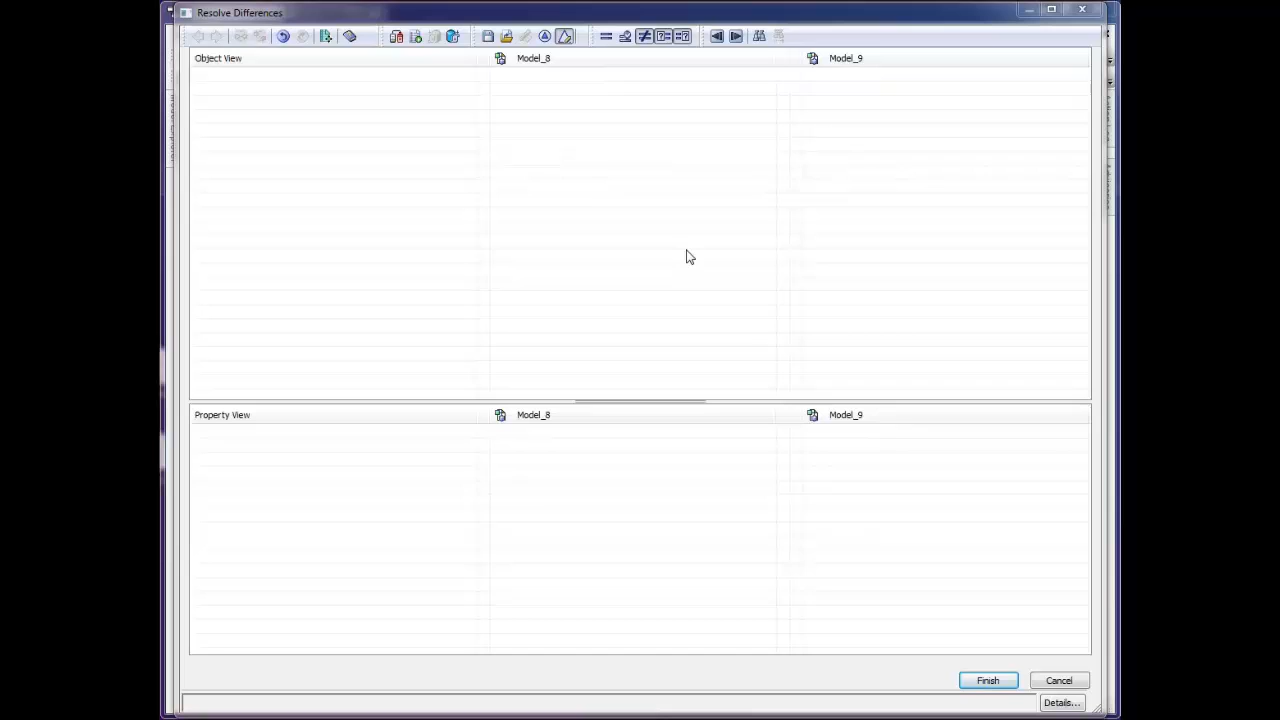 Resolve Differences
Object View Model_8 Model_9
Property View Model_8 Model_9
Finish Cancel
Details...